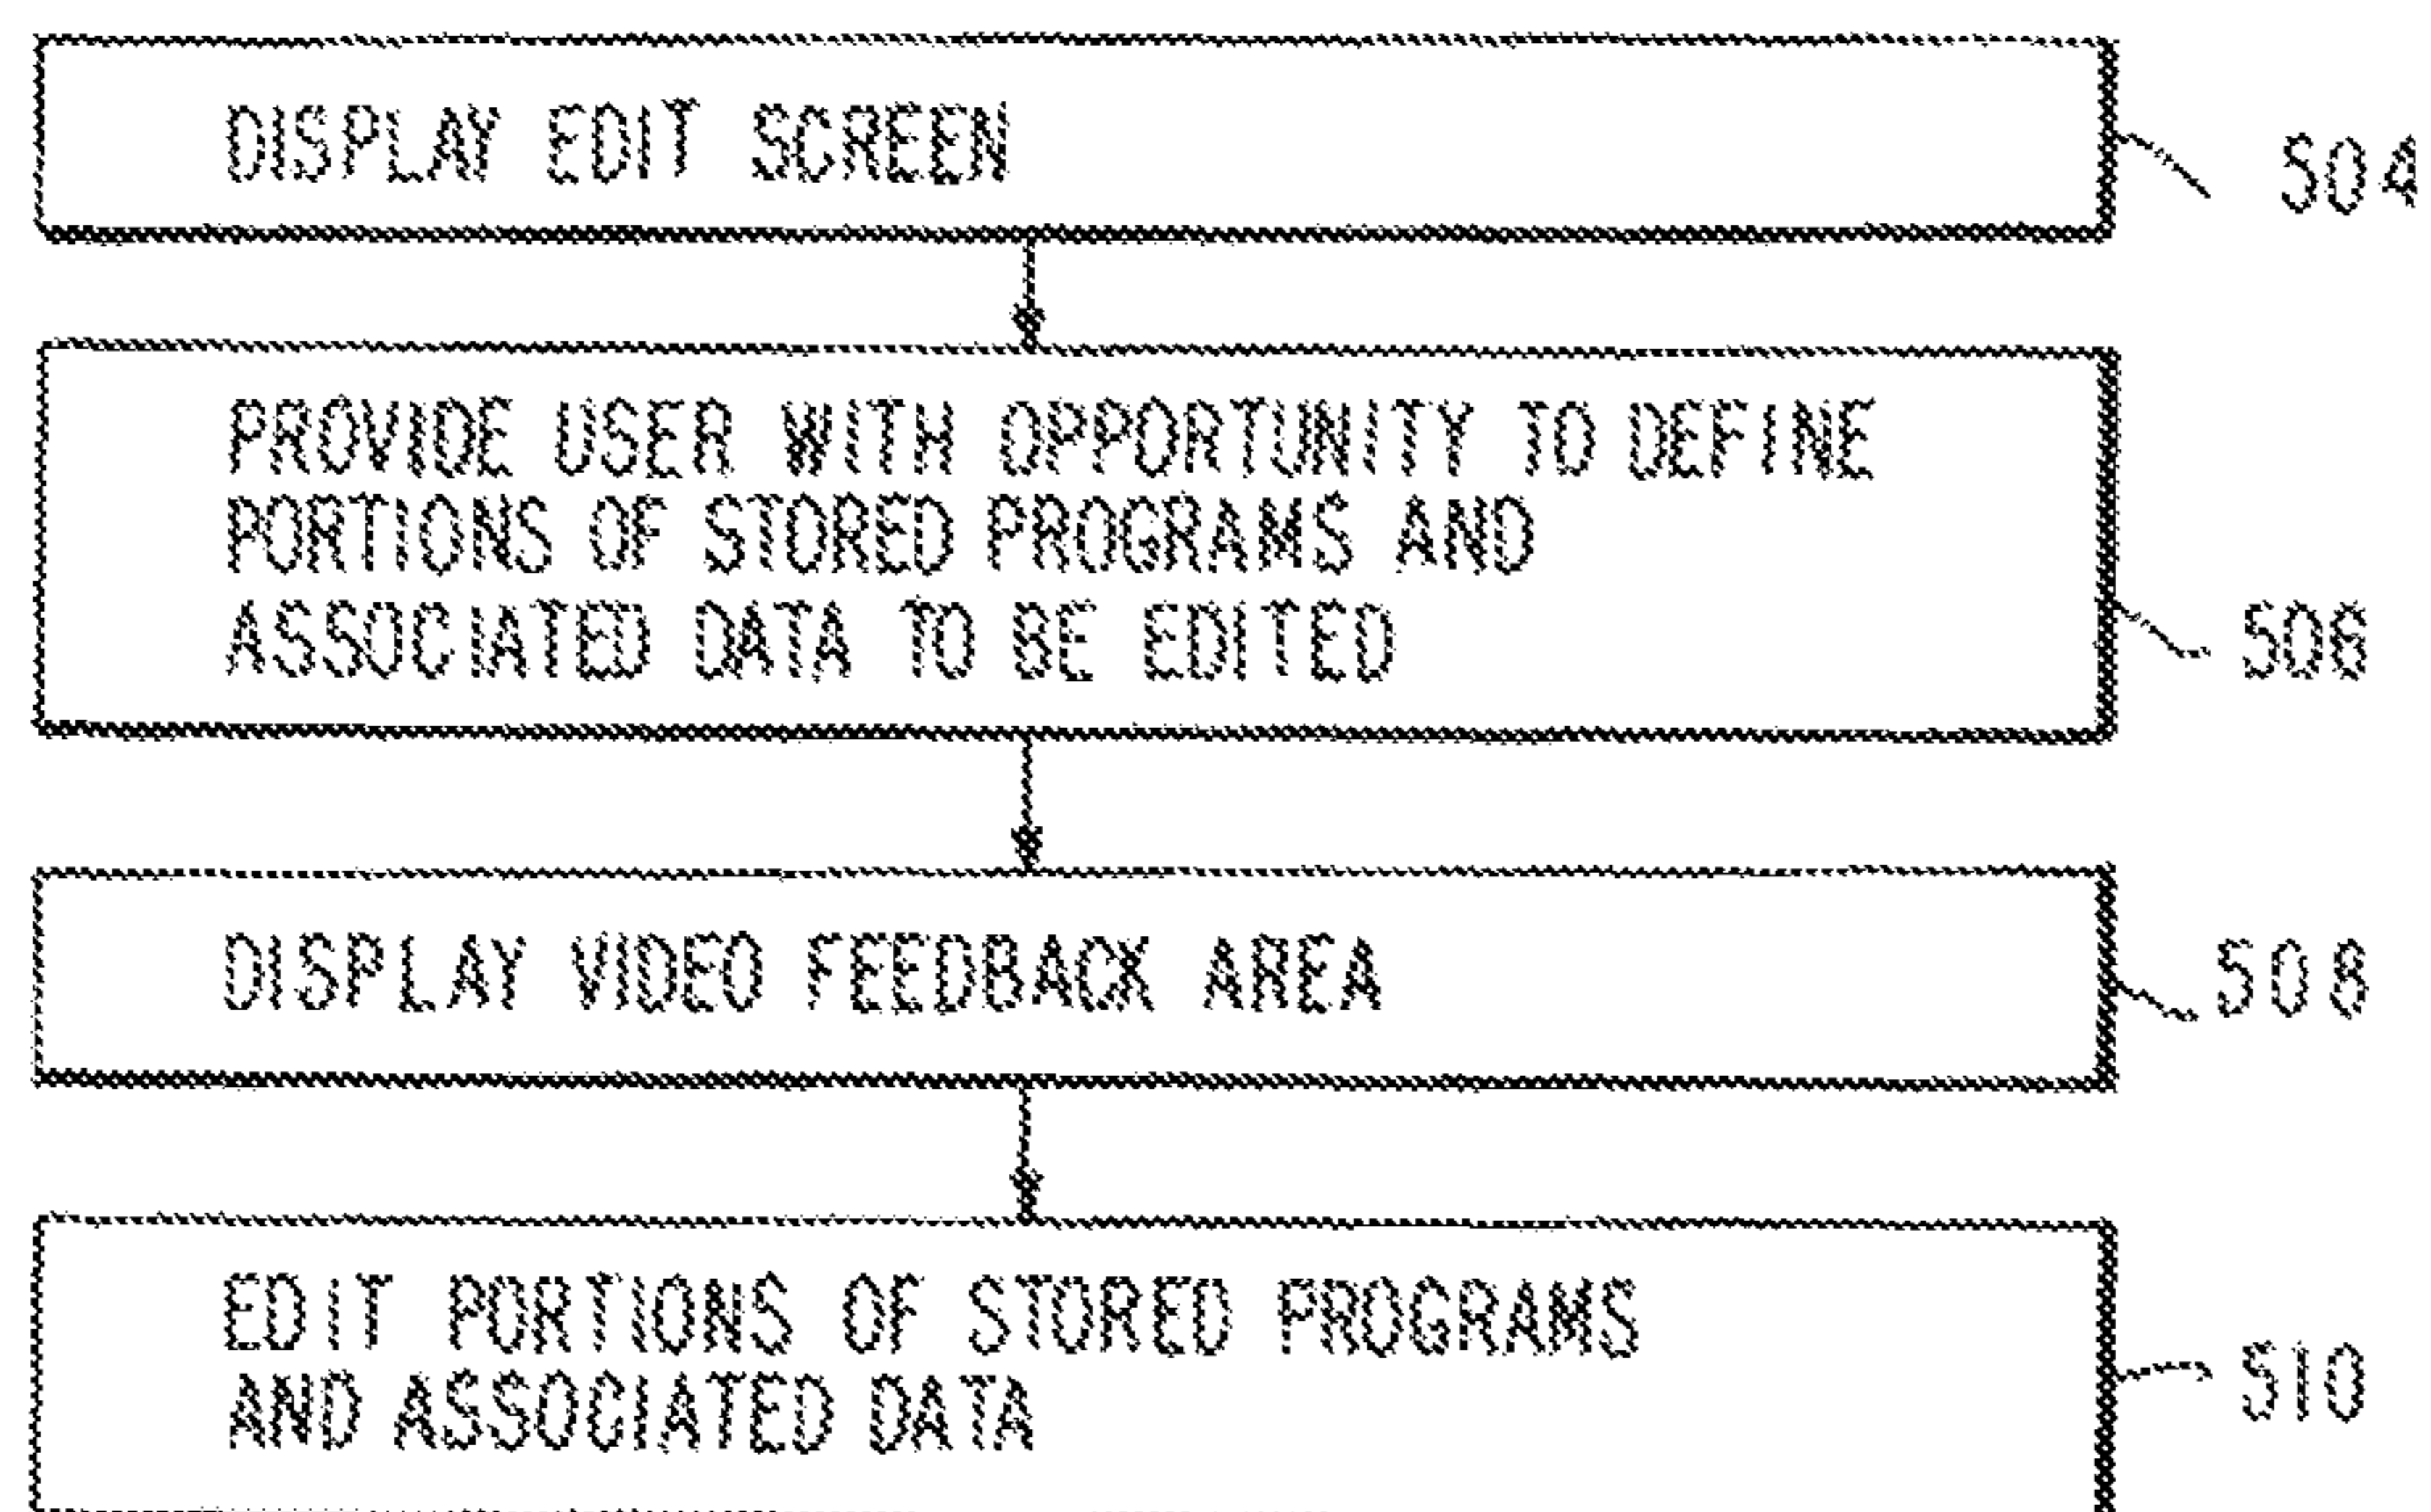 DISPLAY EDIT SCREEN
504
PROVIDE USER WITH OPPORTUNITY TO DEFINE
PORTIONS OF STORED PROGRAMS AND
ASSOCIATED DATA TO BE EDITED
506
DISPLAY VIDEO FEEDBACK AREA
508
EDIT PORTIONS OF STORED PROGRAMS
AND ASSOCIATED DATA
510